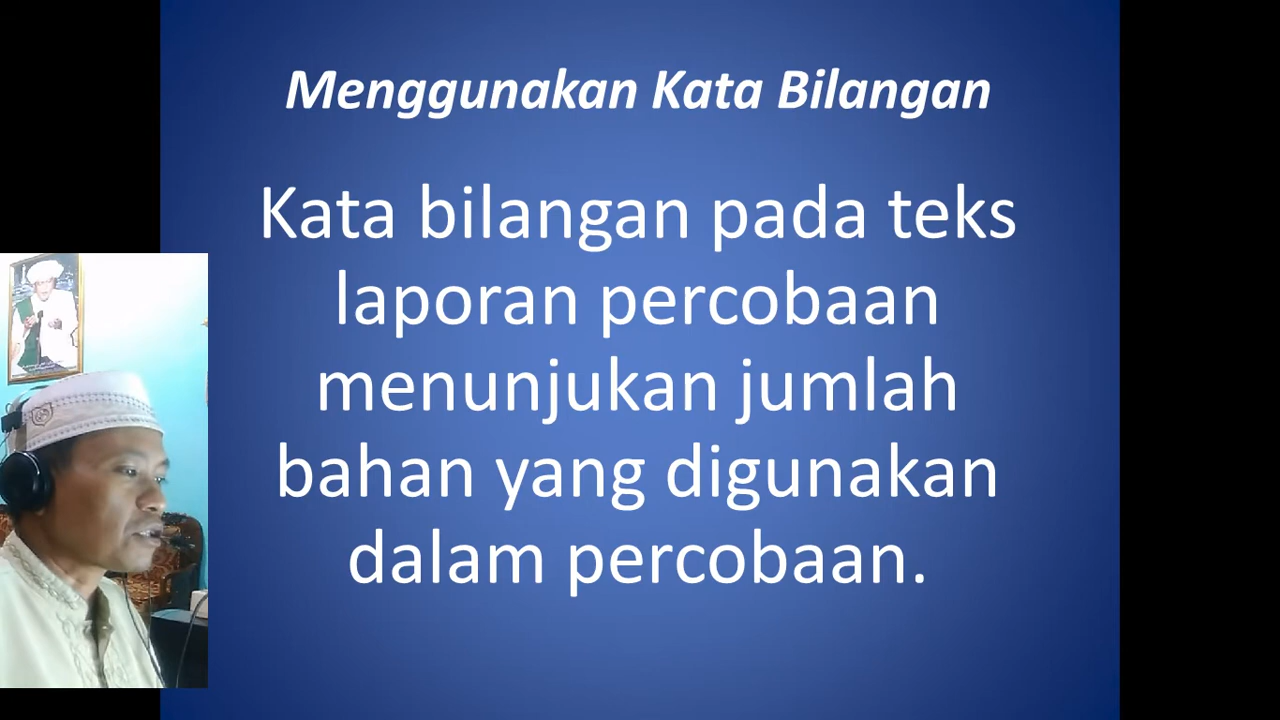 Menggunakan Kata Bilangan
Kata bilangan pada teks
laporan percobaan
menunjukan jumlah
bahan yang digunakan
dalam percobaan.